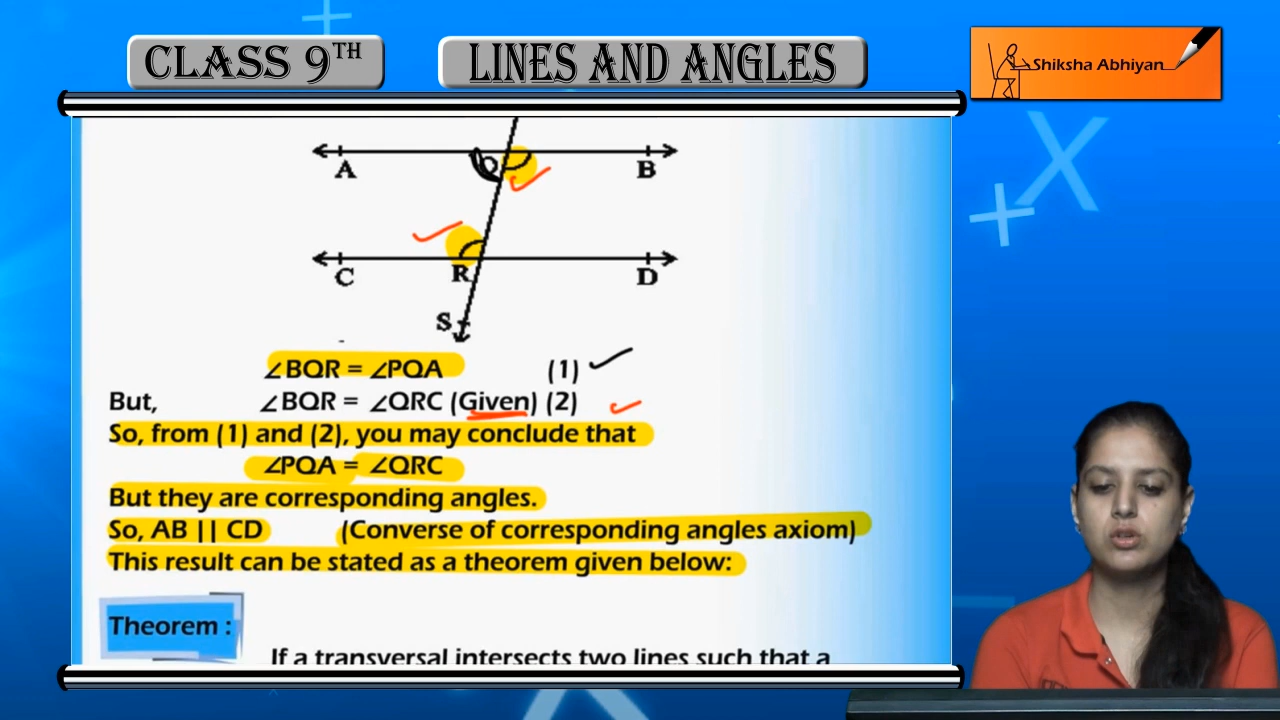 CLASS 9TH LINES AND ANGLES
Shiksha Abhiyan
A Q B
C R D
S
∠BQR = ∠PQA (1)
But, ∠BQR = ∠QRC (Given) (2)
So, from (1) and (2), you may conclude that
∠PQA = ∠QRC
But they are corresponding angles.
So, AB || CD (Converse of corresponding angles axiom)
This result can be stated as a theorem given below:
Theorem :
If a transversal intersects two lines such that a